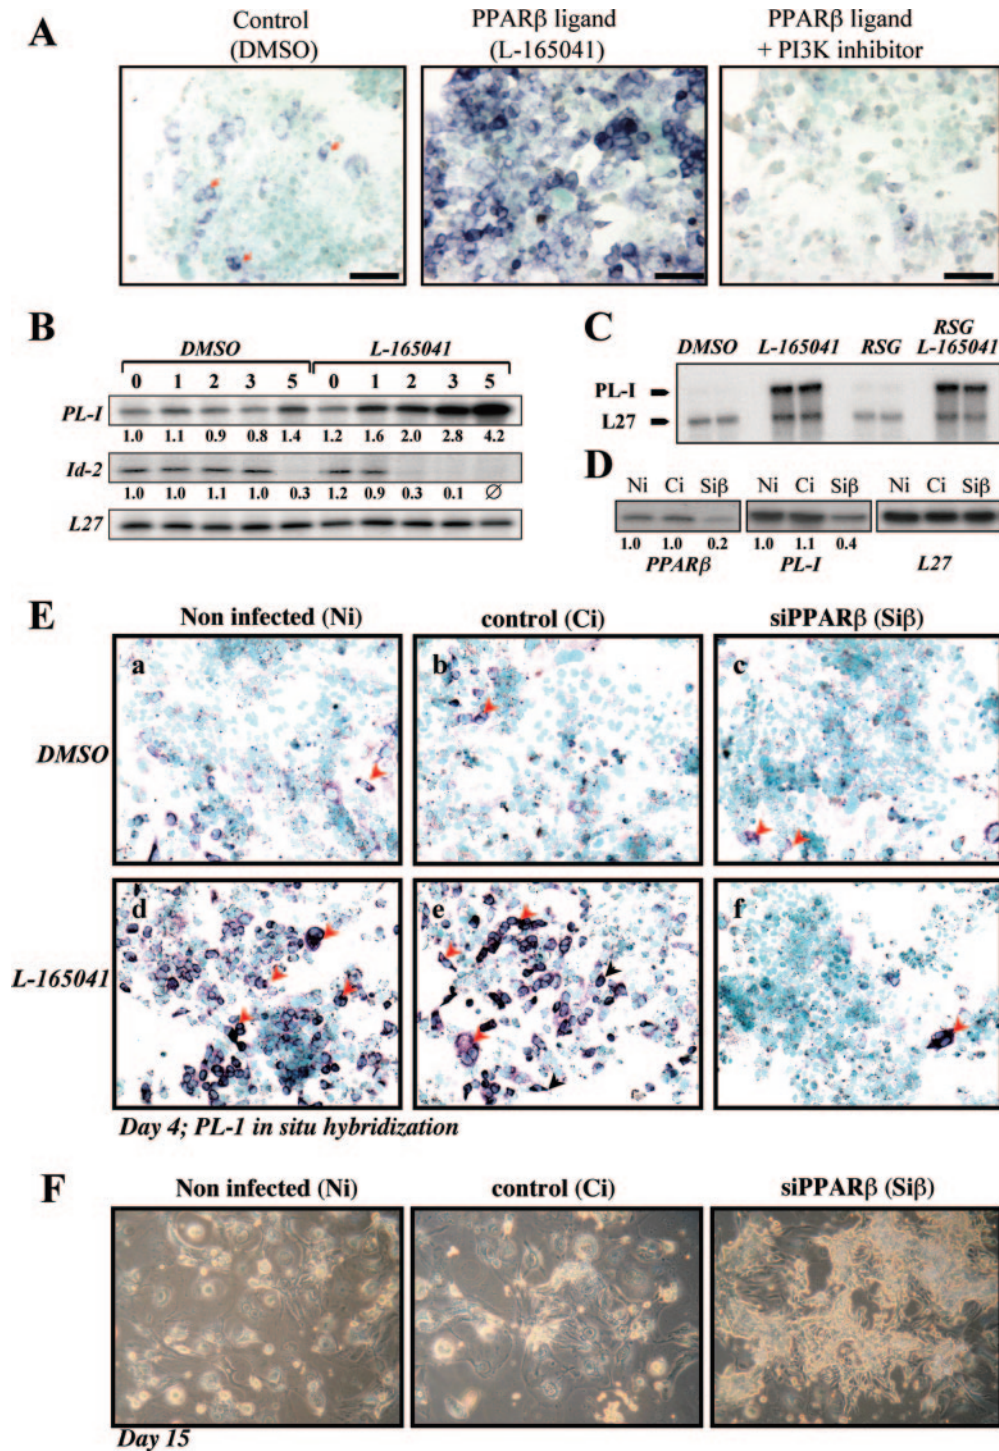 A
Control
(DMSO)
PPARβ ligand
(L-165041)
PPARβ ligand
+ PI3K inhibitor
B
DMSO L-165041
0 1 2 3 5 0 1 2 3 5
PL-I
1.0 1.1 0.9 0.8 1.4 1.2 1.6 2.0 2.8 4.2
Id-2
1.0 1.0 1.1 1.0 0.3 1.2 0.9 0.3 0.1 ∅
L27
C
DMSO L-165041 RSG RSG
L-165041
PL-I
L27
D
Ni Ci Siβ Ni Ci Siβ Ni Ci Siβ
1.0 1.0 0.2 1.0 1.1 0.4
PPARβ PL-I L27
E
Non infected (Ni) control (Ci) siPPARβ (Siβ)
DMSO
a b c
L-165041
d e f
Day 4; PL-1 in situ hybridization
F
Non infected (Ni) control (Ci) siPPARβ (Siβ)
Day 15